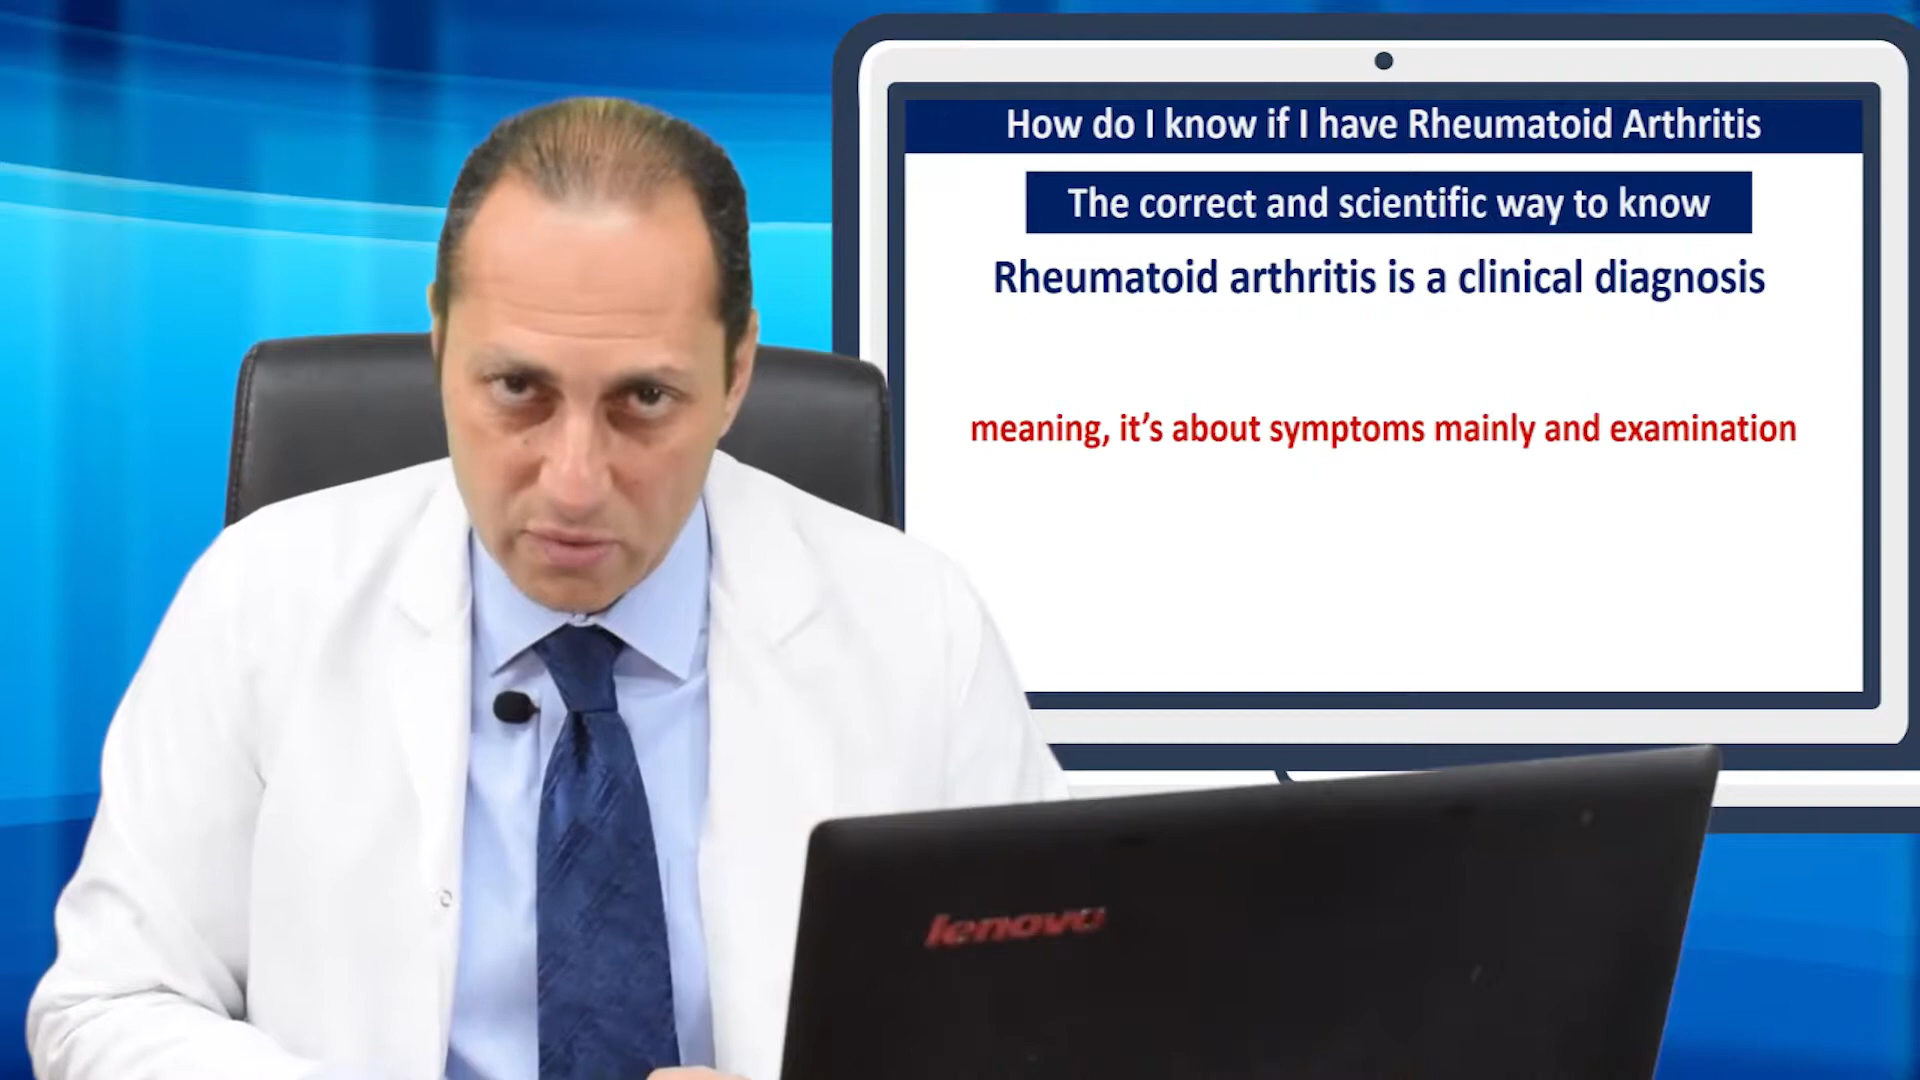 How do I know if I have Rheumatoid Arthritis
The correct and scientific way to know
Rheumatoid arthritis is a clinical diagnosis
meaning, it's about symptoms mainly and examination
lenovo